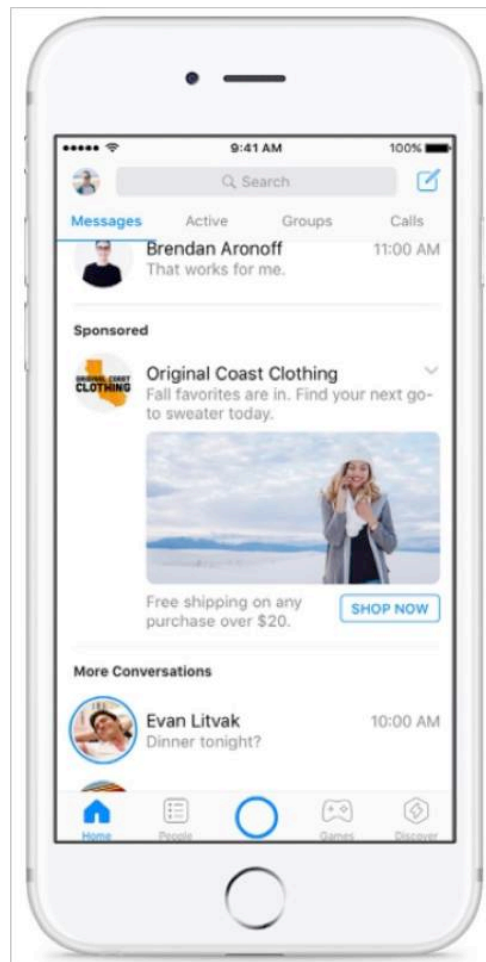 9:41 AM
100%
Search
Messages Active Groups Calls
Brendan Aronoff 11:00 AM
That works for me.
Sponsored
ORIGINAL COAST
CLOTHING
Original Coast Clothing
Fall favorites are in. Find your next go-
to sweater today.
Free shipping on any
purchase over $20.
SHOP NOW
More Conversations
Evan Litvak 10:00 AM
Dinner tonight?
Home People Games Discover